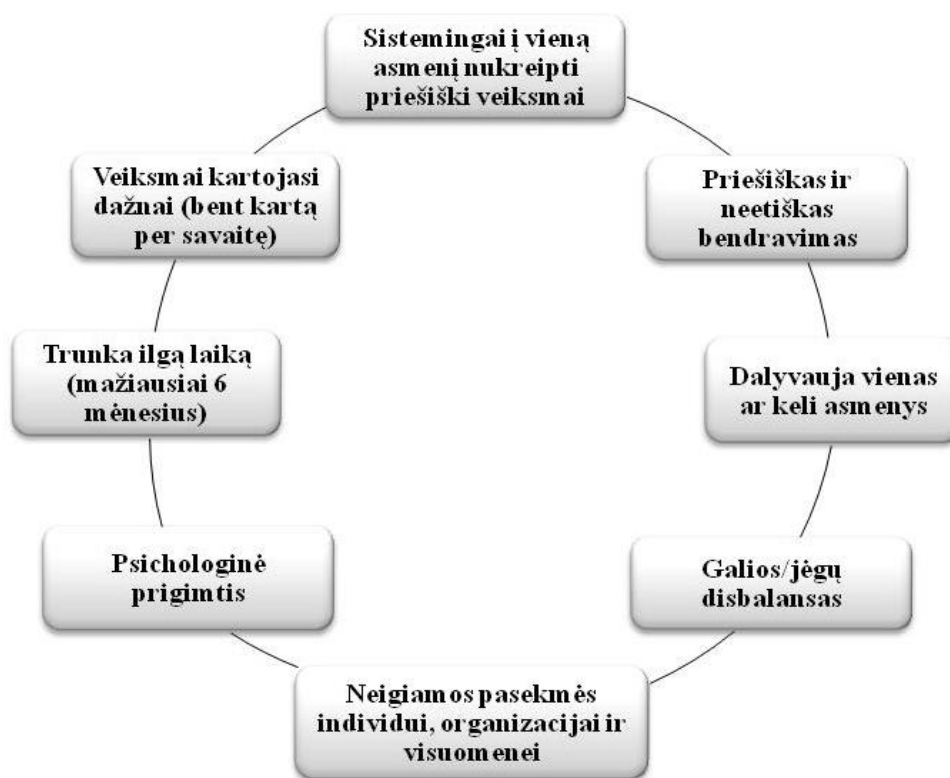 Sistemingai į vieną
asmenį nukreipti
priešiški veiksmai
Priešiškas ir
neetiškas
bendravimas
Dalyvauja vienas
ar keli asmenys
Galios/jėgų
disbalansas
Neigiamos pasekmės
individui, organizacijai ir
visuomenei
Psichologinė
prigimtis
Trunka ilgą laiką
(mažiausiai 6
mėnesius)
Veiksmai kartojasi
dažnai (bent kartą
per savaitę)